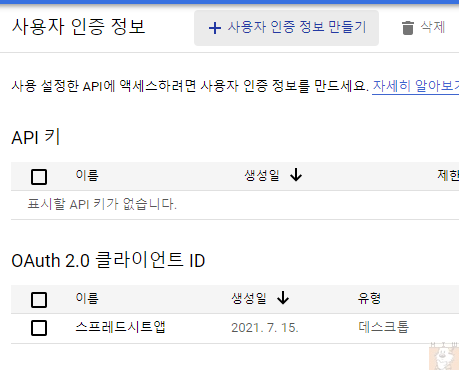 사용자 인증 정보 + 사용자 인증 정보 만들기 삭제
사용 설정한 API에 액세스하려면 사용자 인증 정보를 만드세요. 자세히 알아보기
API 키
이름 생성일 제한
표시할 API 키가 없습니다.
OAuth 2.0 클라이언트 ID
이름 생성일 유형
스프레드시트앱 2021. 7. 15. 데스크톱